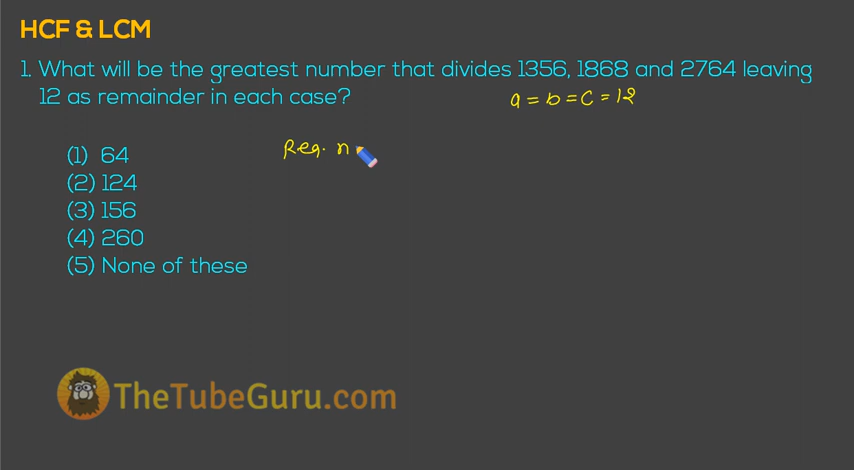 HCF & LCM
1. What will be the greatest number that divides 1356, 1868 and 2764 leaving
12 as remainder in each case?
a = b = c = 12
Req. n
(1) 64
(2) 124
(3) 156
(4) 260
(5) None of these
TheTubeGuru.com